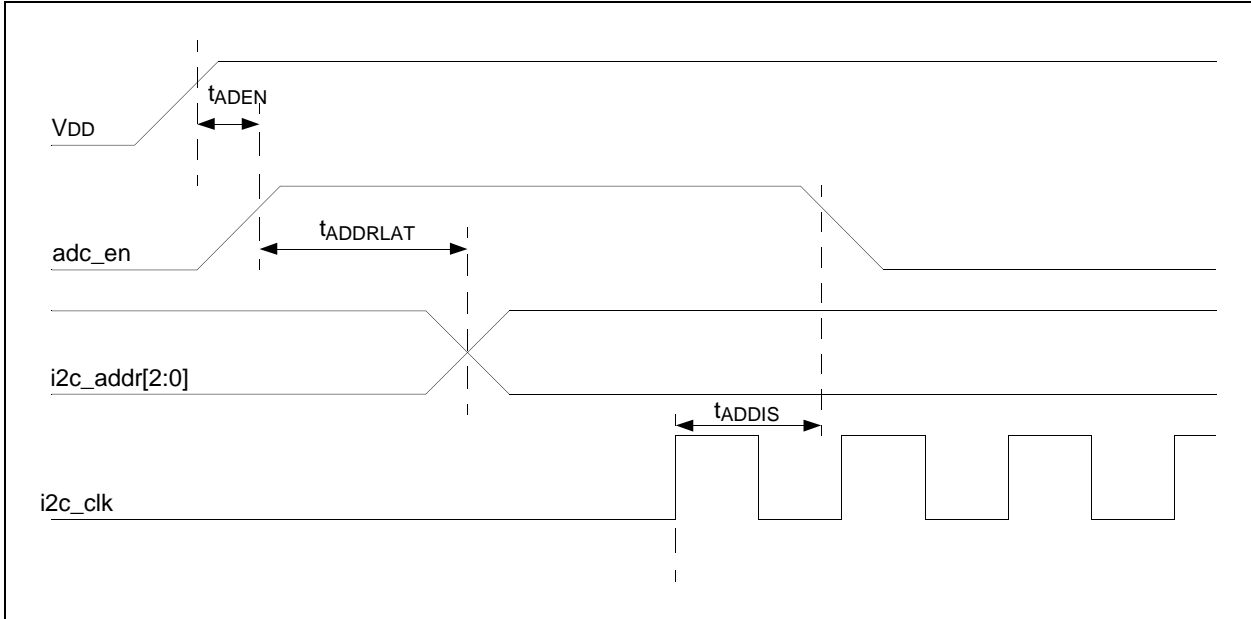 tADEN
VDD
tADDRLAT
adc_en
i2c_addr[2:0]
tADDIS
i2c_clk